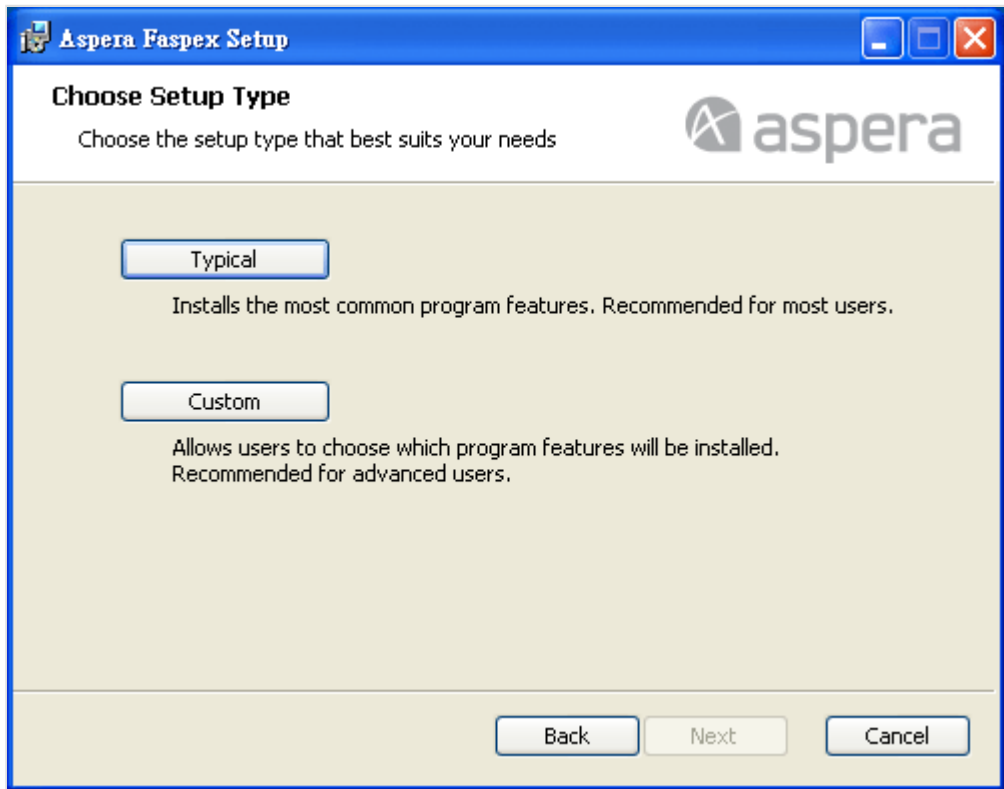 Aspera Faspex Setup
Choose Setup Type
Choose the setup type that best suits your needs
aspera
Typical
Installs the most common program features. Recommended for most users.
Custom
Allows users to choose which program features will be installed.
Recommended for advanced users.
Back Next Cancel